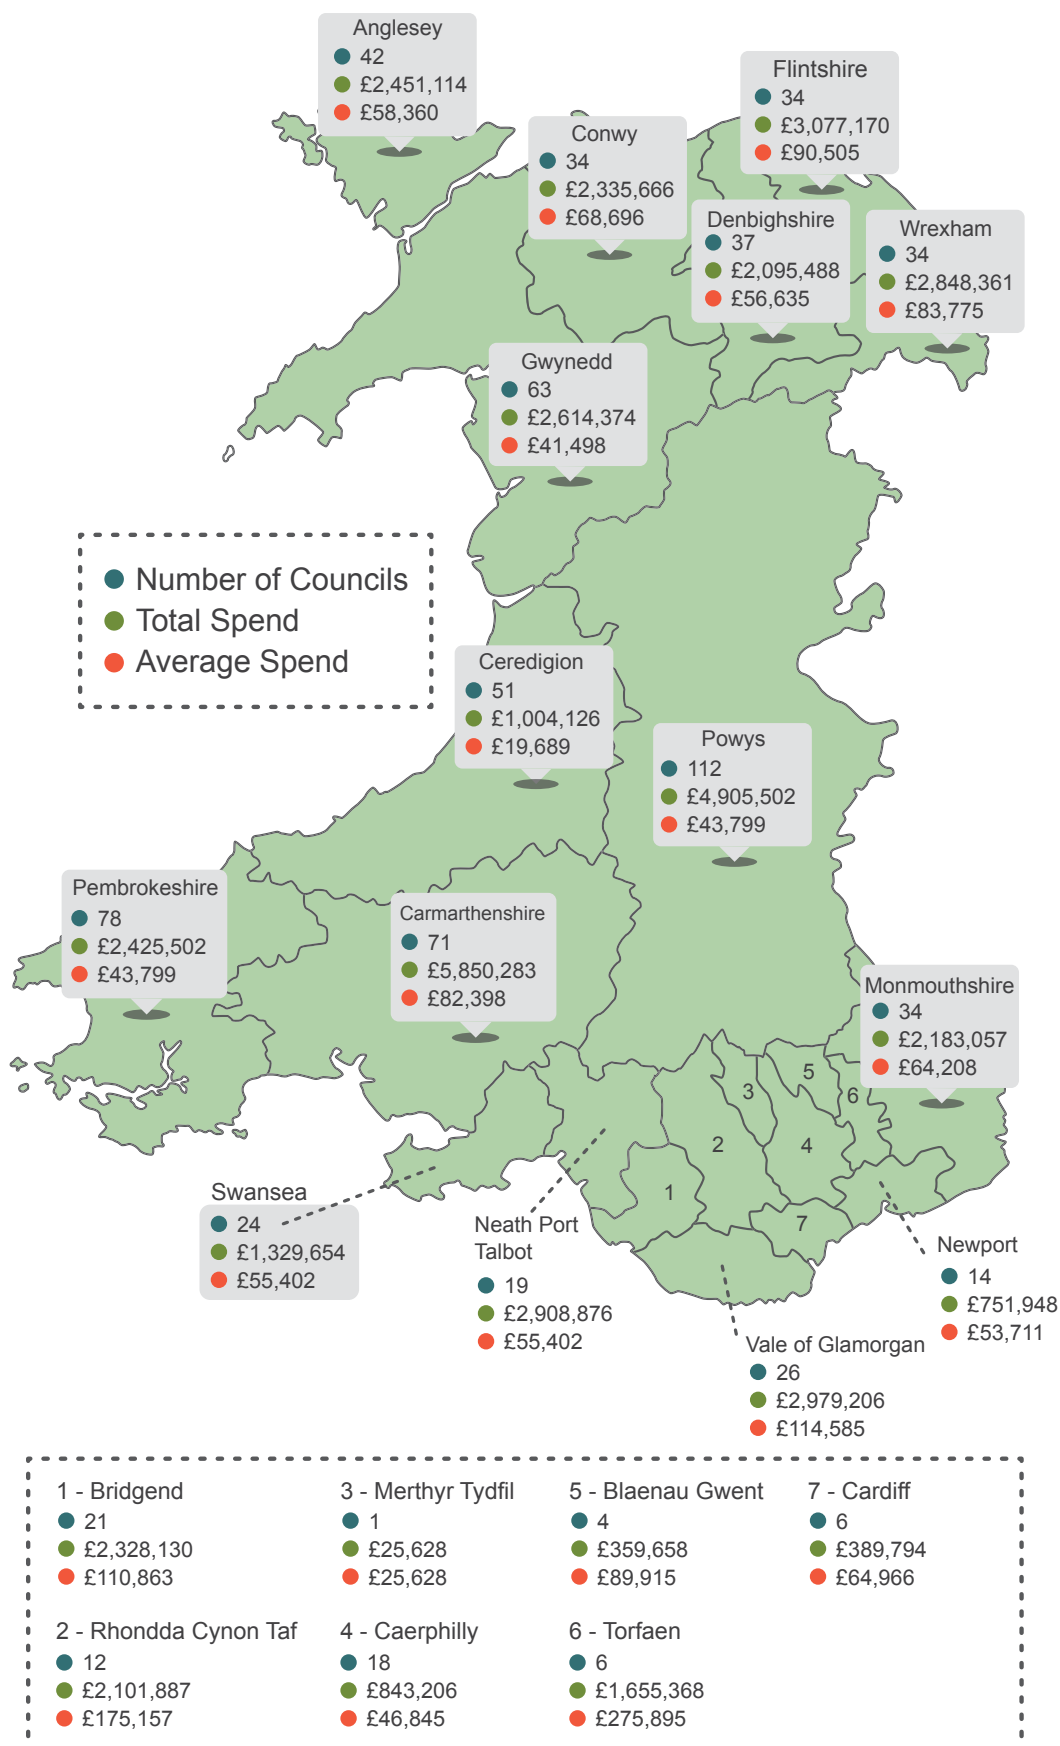 Anglesey
42
£2,451,114
£58,360
Flintshire
34
£3,077,170
£90,505
Conwy
34
£2,335,666
£68,696
Denbighshire
37
£2,095,488
£56,635
Wrexham
34
£2,848,361
£83,775
Gwynedd
63
£2,614,374
£41,498
Number of Councils
Total Spend
Average Spend
Ceredigion
51
£1,004,126
£19,689
Powys
112
£4,905,502
£43,799
Pembrokeshire
78
£2,425,502
£43,799
Carmarthenshire
71
£5,850,283
£82,398
Monmouthshire
34
£2,183,057
£64,208
5
3
6
2
4
1
7
Swansea
24
£1,329,654
£55,402
Neath Port
Talbot
19
£2,908,876
£55,402
Newport
14
£751,948
£53,711
Vale of Glamorgan
26
£2,979,206
£114,585
1 - Bridgend
21
£2,328,130
£110,863
3 - Merthyr Tydfil
1
£25,628
£25,628
5 - Blaenau Gwent
4
£359,658
£89,915
7 - Cardiff
6
£389,794
£64,966
2 - Rhondda Cynon Taf
12
£2,101,887
£175,157
4 - Caerphilly
18
£843,206
£46,845
6 - Torfaen
6
£1,655,368
£275,895